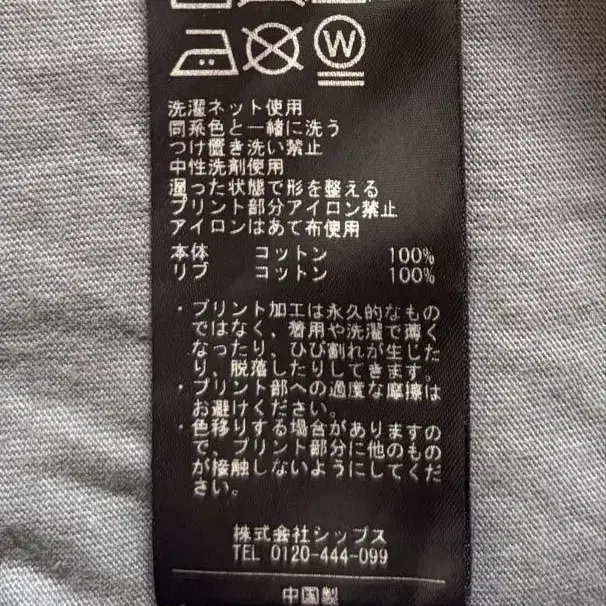 W
洗濯ネット使用
同系色と一緒に洗う
つけ置き洗い禁止
中性洗剤使用
湿った状態で形を整える
プリント部分アイロン禁止
アイロンはあて布使用
本体 コットン 100%
リブ コットン 100%
・プリント加工は永久的なもの
ではなく、着用や洗濯で薄く
なったり、ひび割れが生じた
り、脱落したりしてきます。
・プリント部への過度な摩擦は
お避けください。
・色移りする場合がありますの
で、プリント部分に他のもの
が接触しないようにしてくだ
さい。
株式会社シップス
TEL 0120-444-099
中国製